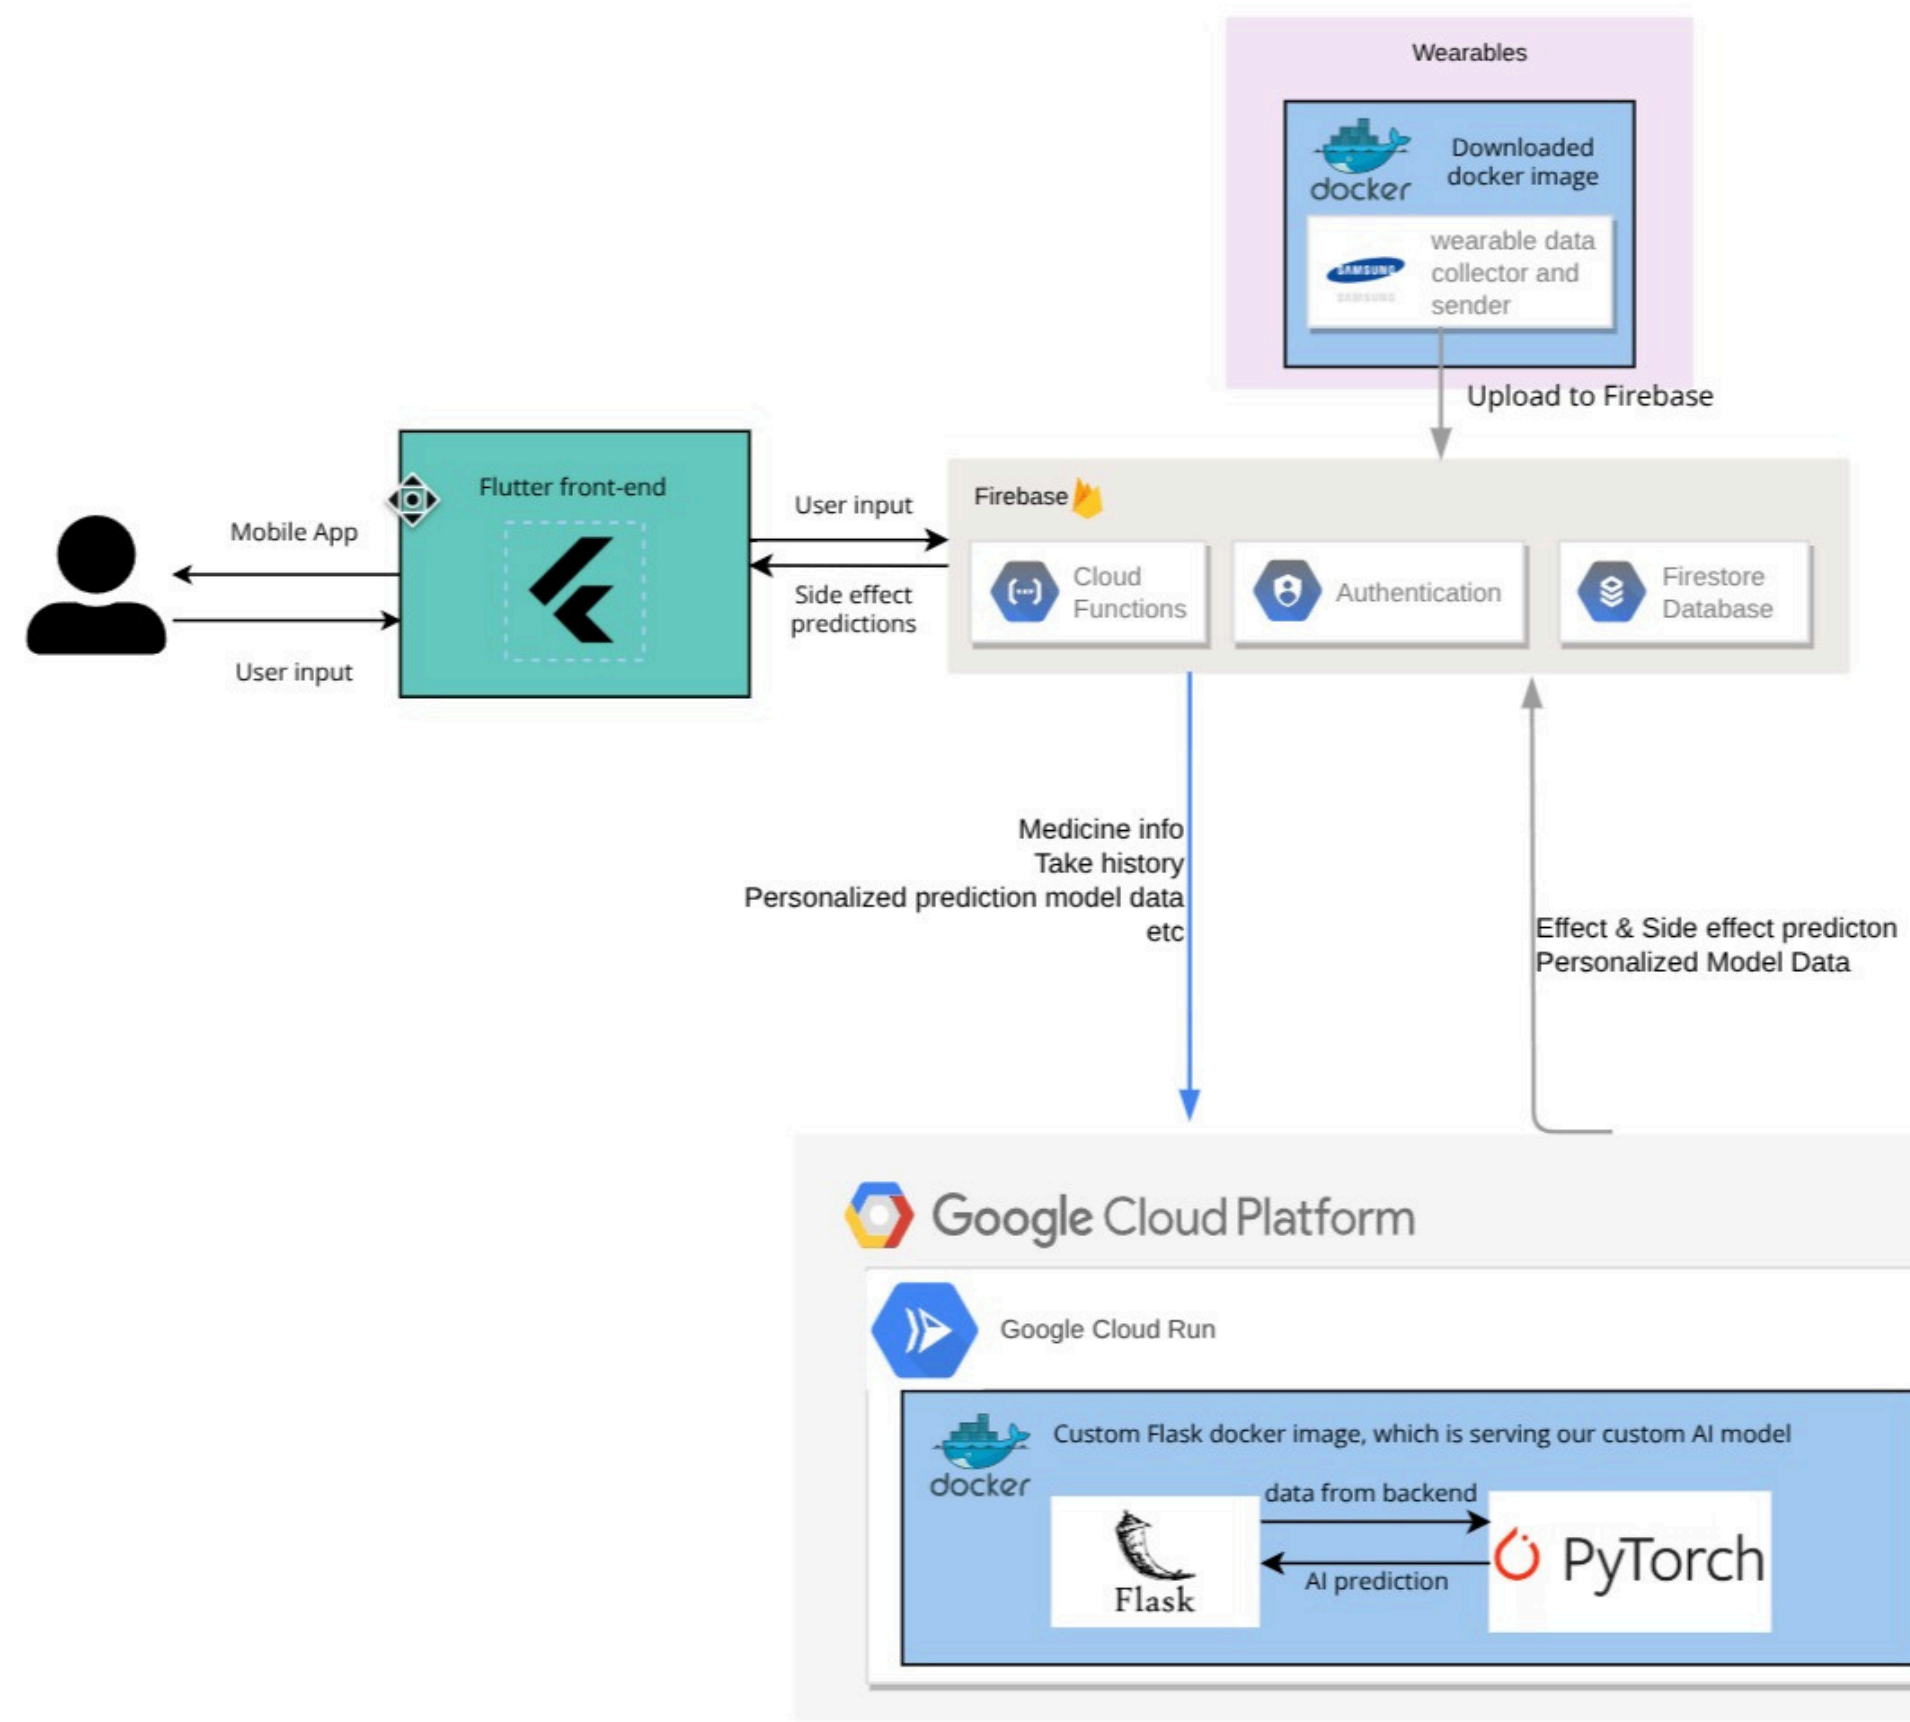 Wearables
Downloaded
docker image
docker
wearable data
collector and
sender
SAMSUNG
SAMSUNG
Upload to Firebase
Flutter front-end
Mobile App
User input
User input
Side effect
predictions
Firebase
Cloud
Functions
Authentication
Firestore
Database
Medicine info
Take history
Personalized prediction model data
etc
Effect & Side effect predicton
Personalized Model Data
Google Cloud Platform
Google Cloud Run
docker
Custom Flask docker image, which is serving our custom AI model
data from backend
AI prediction
Flask
PyTorch